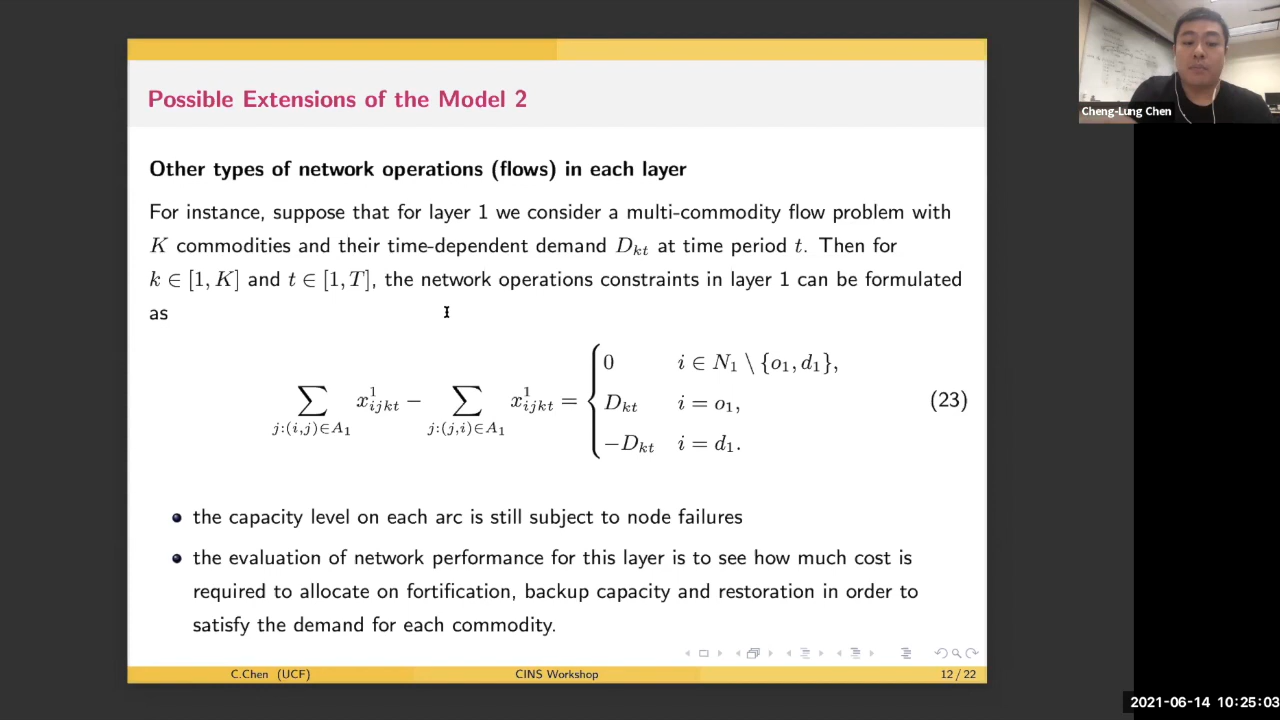 Possible Extensions of the Model 2
Cheng-Lung Chen
Other types of network operations (flows) in each layer
For instance, suppose that for layer 1 we consider a multi-commodity flow problem with
K commodities and their time-dependent demand D_{kt} at time period t. Then for
k ∈ [1, K] and t ∈ [1, T], the network operations constraints in layer 1 can be formulated
as
∑_{j:(i,j)∈A_1} x^1_{ijkt} − ∑_{j:(j,i)∈A_1} x^1_{ijkt} = { 0 i ∈ N_1 \ {o_1, d_1},
D_{kt} i = o_1, (23)
−D_{kt} i = d_1.
the capacity level on each arc is still subject to node failures
the evaluation of network performance for this layer is to see how much cost is
required to allocate on fortification, backup capacity and restoration in order to
satisfy the demand for each commodity.
C.Chen (UCF) CINS Workshop 12 / 22
2021-06-14 10:25:03